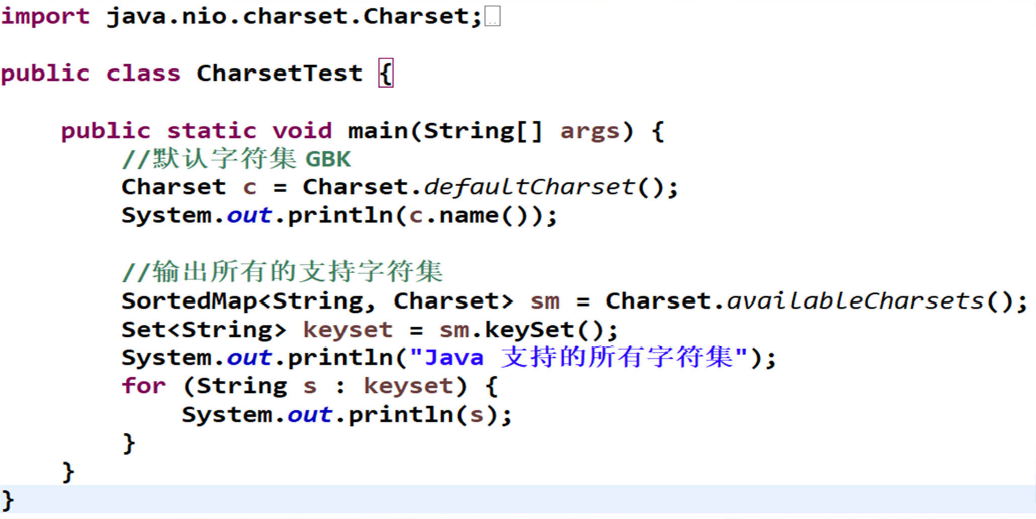 import java.nio.charset.Charset;
public class CharsetTest {
public static void main(String[] args) {
//默认字符集 GBK
Charset c = Charset.defaultCharset();
System.out.println(c.name());
//输出所有的支持字符集
SortedMap<String, Charset> sm = Charset.availableCharsets();
Set<String> keyset = sm.keySet();
System.out.println("Java 支持的所有字符集");
for (String s : keyset) {
System.out.println(s);
}
}
}